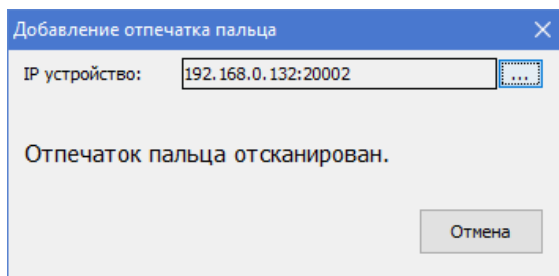 Добавление отпечатка пальца
IP устройство: 192.168.0.132:20002 ...
Отпечаток пальца отсканирован.
Отмена